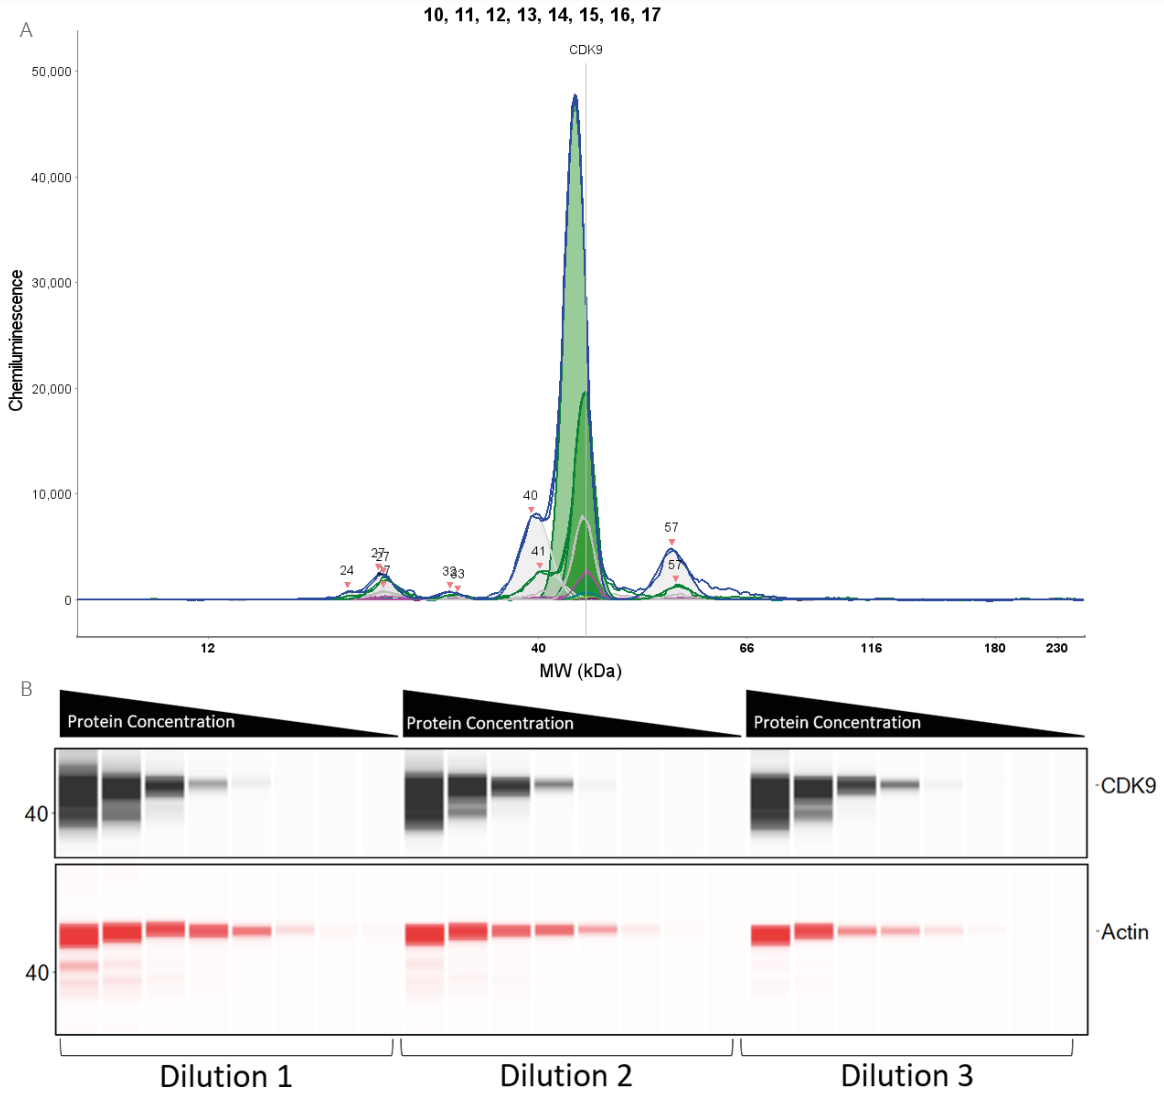 A
10, 11, 12, 13, 14, 15, 16, 17
CDK9
50,000
40,000
30,000
20,000
10,000
0
Chemiluminescence
24
27
27
33
40
41
57
57
12
40
66
116
180
230
MW (kDa)
B
Protein Concentration
Protein Concentration
Protein Concentration
40
CDK9
40
Actin
Dilution 1
Dilution 2
Dilution 3